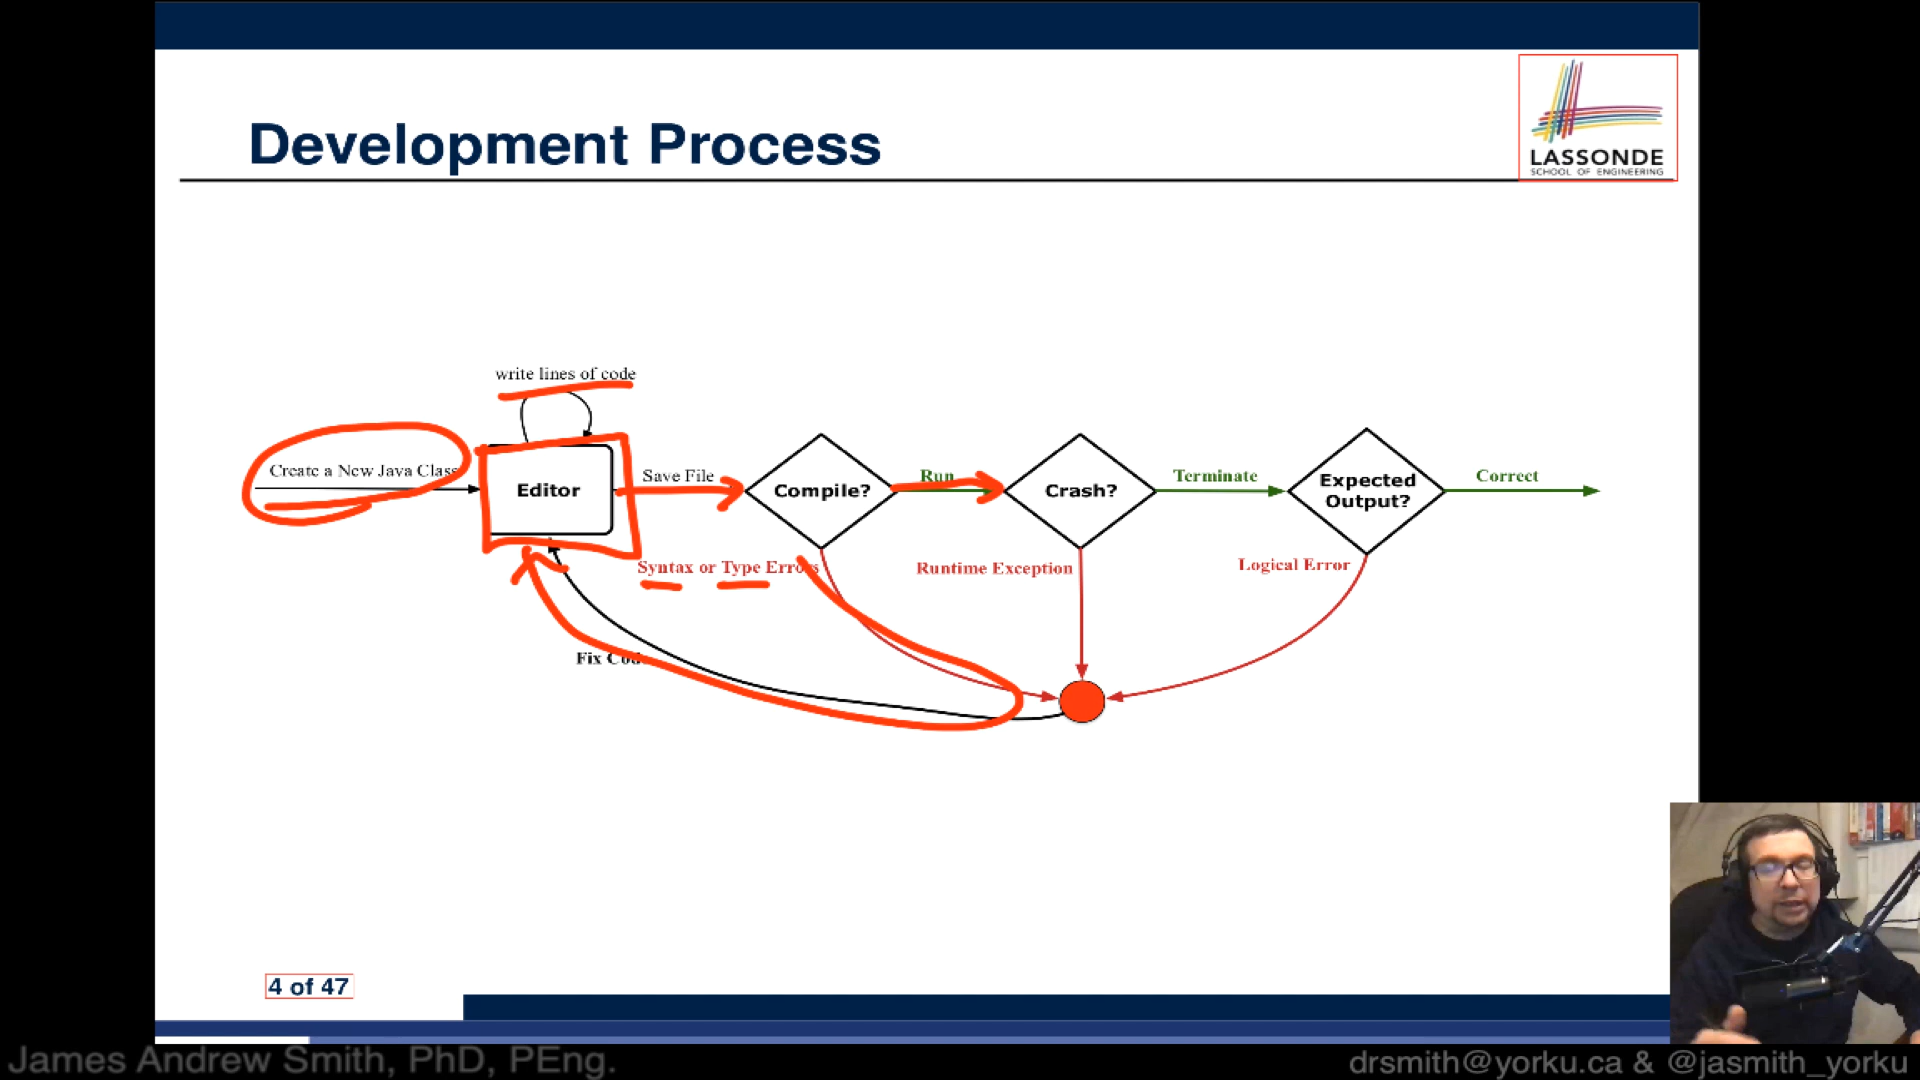 Development Process
LASSONDE
SCHOOL OF ENGINEERING
write lines of code
Create a New Java Class
Editor
Save File
Compile?
Run
Crash?
Terminate
Expected
Output?
Correct
Syntax or Type Errors
Runtime Exception
Logical Error
Fix Code
4 of 47
James Andrew Smith, PhD, PEng.
drsmith@yorku.ca & @jasmith_yorku